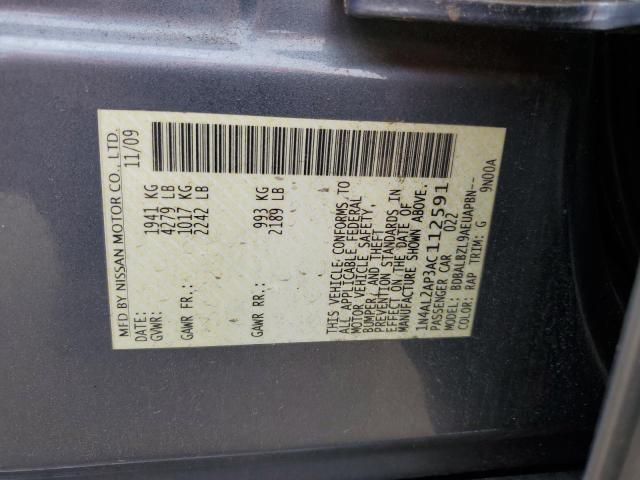 MFD BY NISSAN MOTOR CO., LTD.
DATE: 11/09
GVWR: 1941 KG
4279 LB
GAWR FR.: 1017 KG
2242 LB
GAWR RR.: 993 KG
2189 LB
THIS VEHICLE CONFORMS TO
ALL APPLICABLE FEDERAL
MOTOR VEHICLE SAFETY,
BUMPER, AND THEFT
PREVENTION STANDARDS IN
EFFECT ON THE DATE OF
MANUFACTURE SHOWN ABOVE.
1N4AL2AP3AC112591
PASSENGER CAR D22
MODEL: BDBALBZL9AEUAPBN--
COLOR: RAP TRIM: G 9N00A